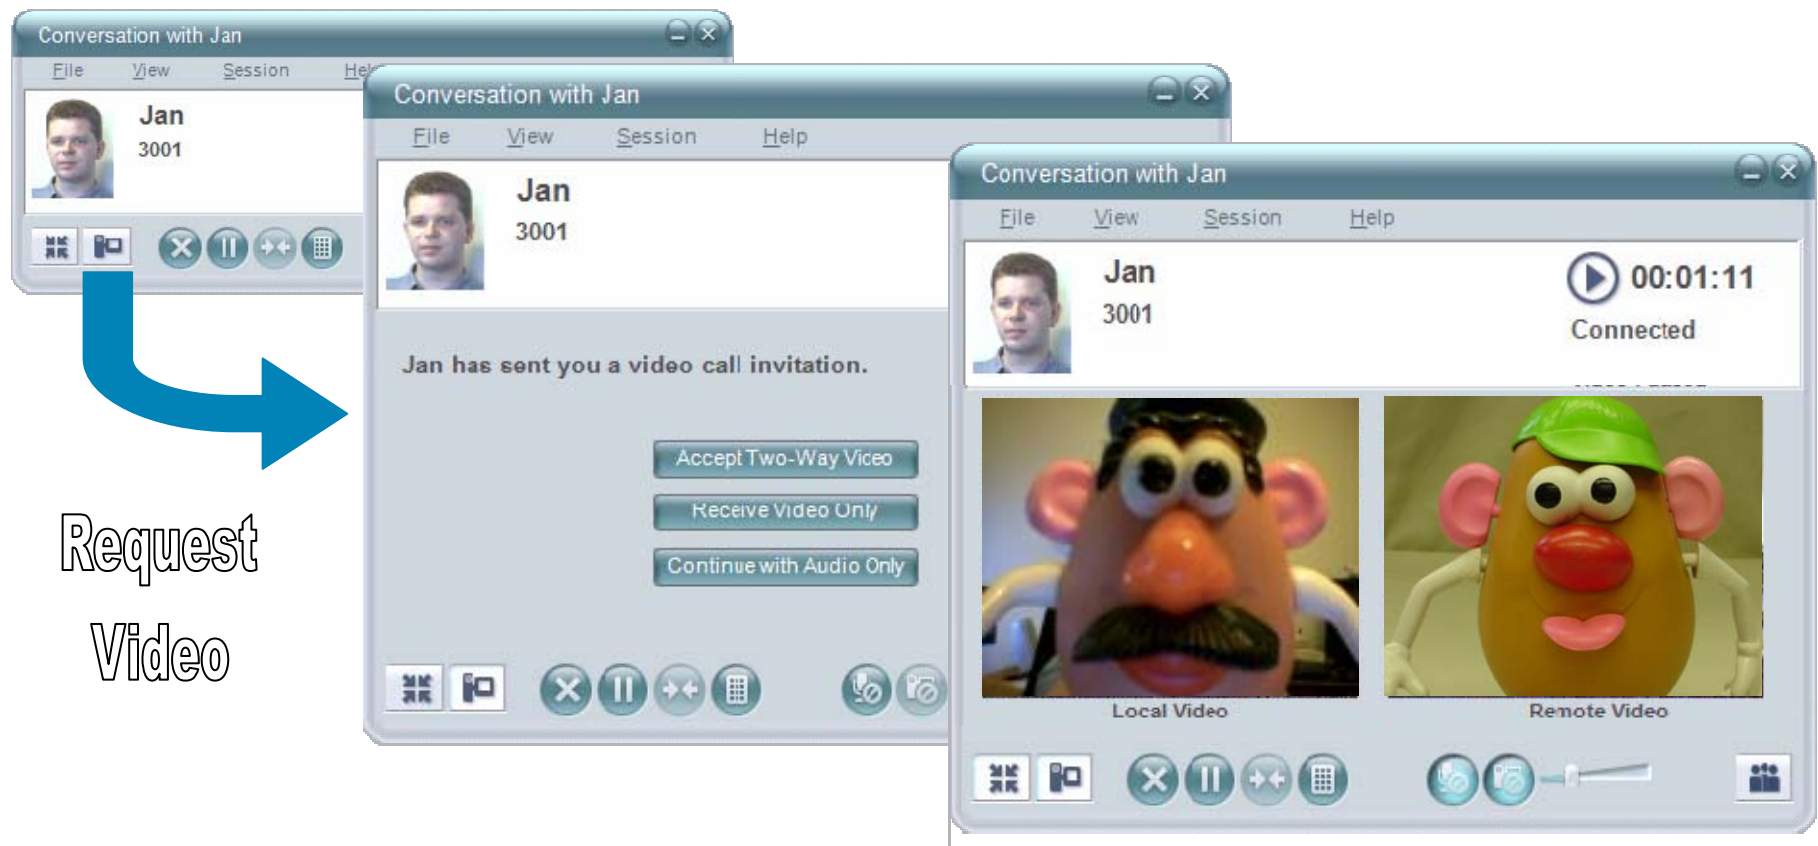 Conversation with Jan
File View Session Hel
Jan
3001
Request
Video
Conversation with Jan
File View Session Help
Jan
3001
Jan has sent you a video call invitation.
Accept Two-Way Video
Receive Video Only
Continue with Audio Only
Conversation with Jan
File View Session Help
Jan
3001
00:01:11
Connected
Local Video
Remote Video